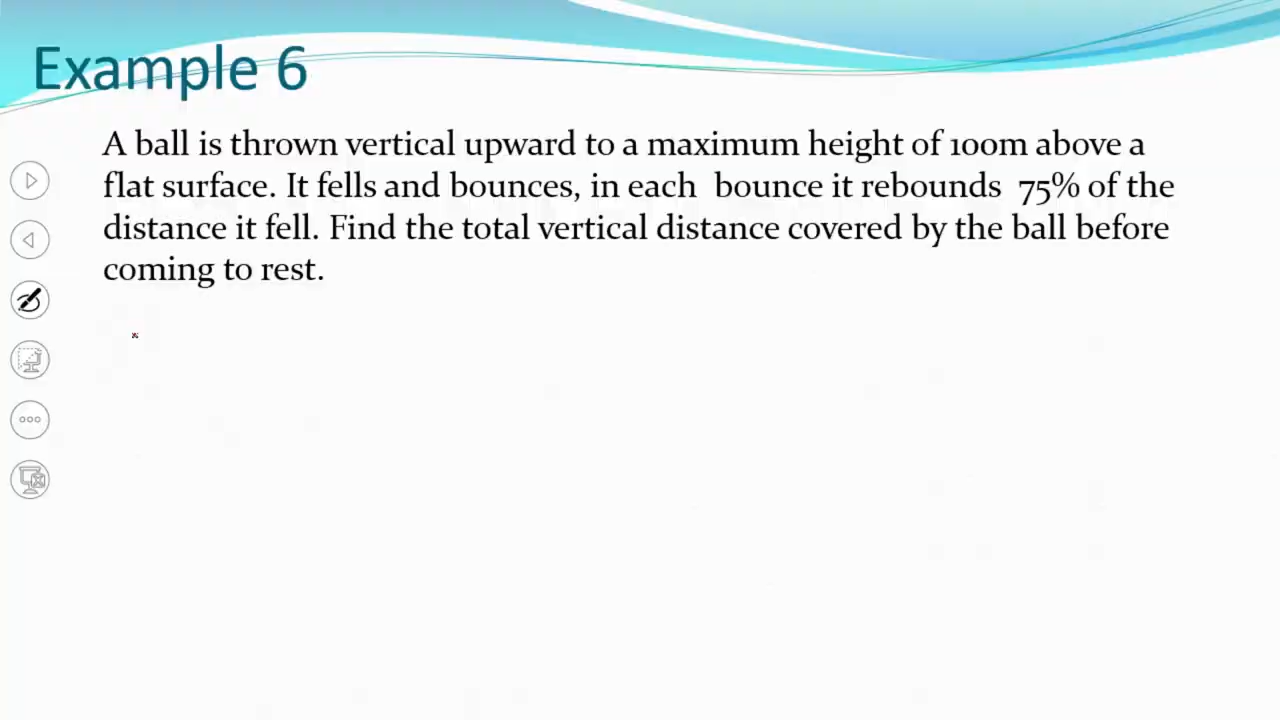 Example 6
A ball is thrown vertical upward to a maximum height of 100m above a
flat surface. It fells and bounces, in each bounce it rebounds 75% of the
distance it fell. Find the total vertical distance covered by the ball before
coming to rest.